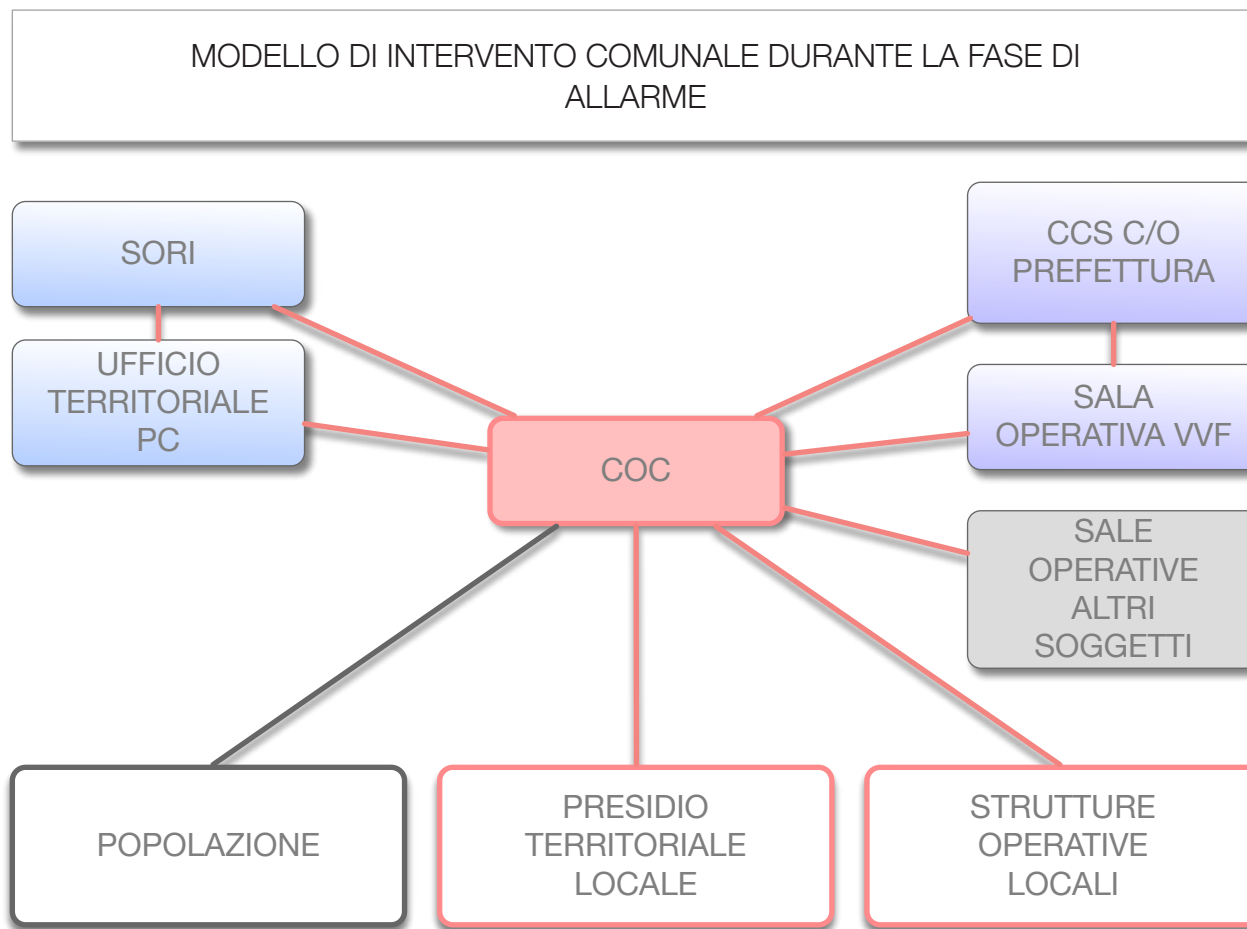 MODELLO DI INTERVENTO COMUNALE DURANTE LA FASE DI
ALLARME
SORI
CCS C/O
PREFETTURA
UFFICIO
TERRITORIALE
PC
SALA
OPERATIVA VVF
COC
SALE
OPERATIVE
ALTRI
SOGGETTI
POPOLAZIONE
PRESIDIO
TERRITORIALE
LOCALE
STRUTTURE
OPERATIVE
LOCALI